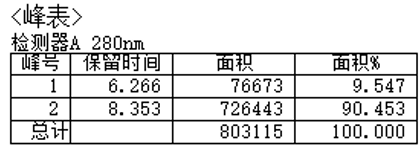 <峰表>
检测器A 280nm
峰号 保留时间 面积 面积%
1 6.266 76673 9.547
2 8.353 726443 90.453
总计 803115 100.000